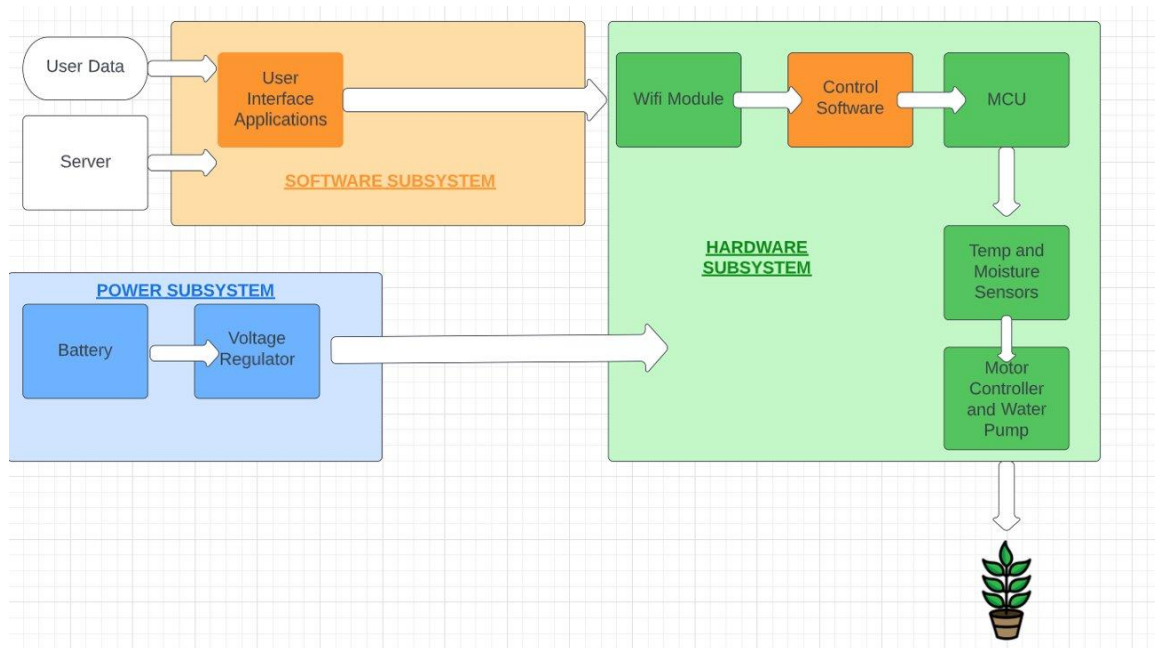 User Data
Server
User
Interface
Applications
SOFTWARE SUBSYSTEM
Wifi Module
Control
Software
MCU
HARDWARE
SUBSYSTEM
Temp and
Moisture
Sensors
Motor
Controller
and Water
Pump
POWER SUBSYSTEM
Battery
Voltage
Regulator